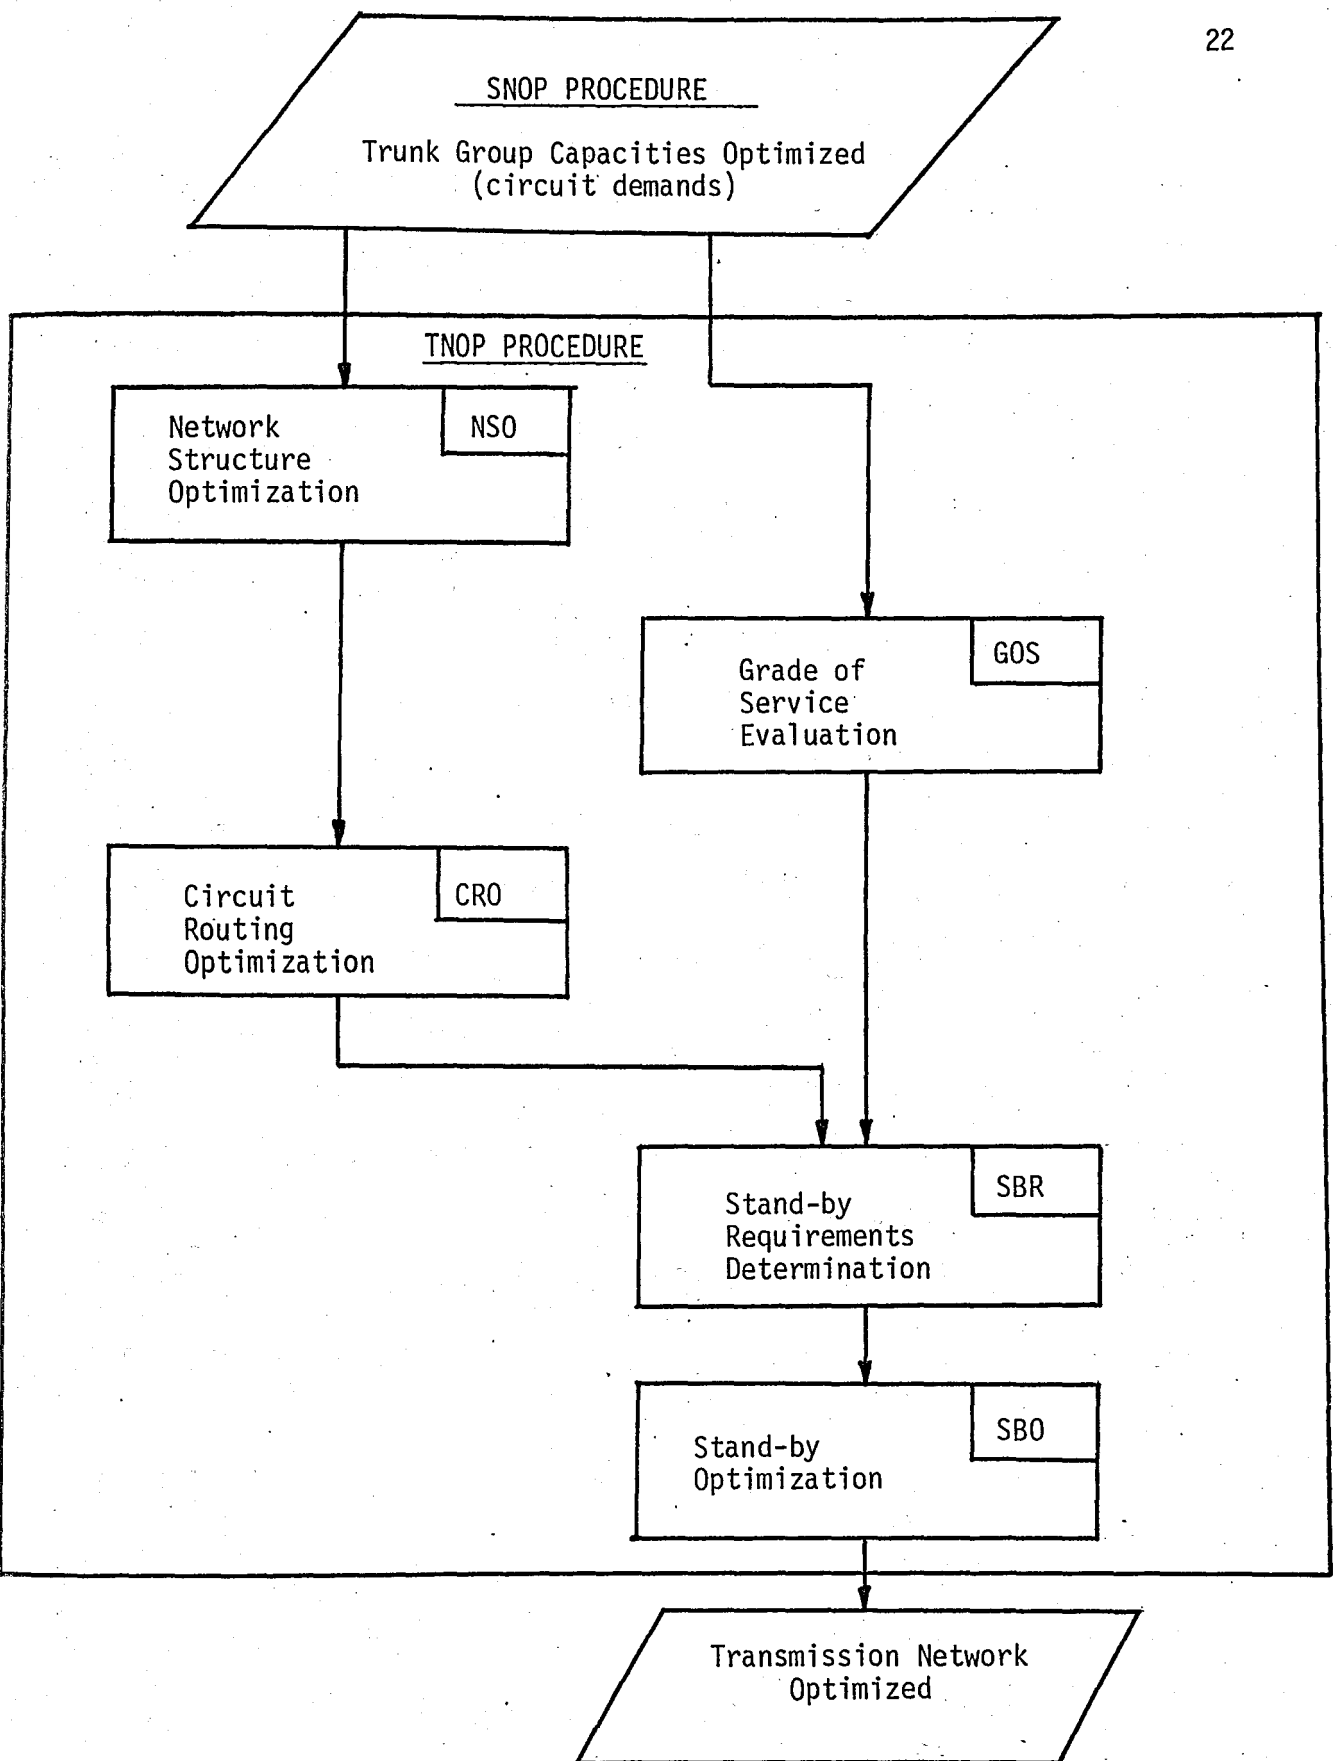 22
SNOP PROCEDURE
Trunk Group Capacities Optimized
(circuit demands)
TNOP PROCEDURE
Network
Structure
Optimization
NSO
Grade of
Service
Evaluation
GOS
Circuit
Routing
Optimization
CRO
Stand-by
Requirements
Determination
SBR
Stand-by
Optimization
SBO
Transmission Network
Optimized